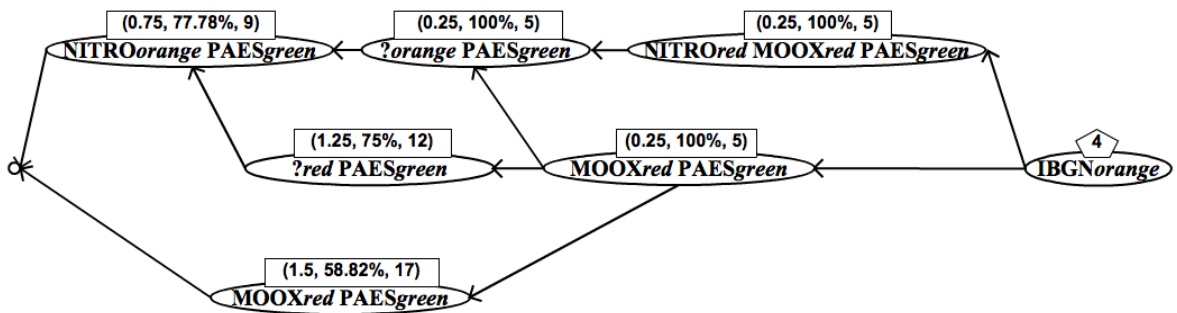 (0.75, 77.78%, 9)
NITROorange PAESgreen
(0.25, 100%, 5)
?orange PAESgreen
(0.25, 100%, 5)
NITROred MOOXred PAESgreen
(1.25, 75%, 12)
?red PAESgreen
(0.25, 100%, 5)
MOOXred PAESgreen
4
IBGNorange
(1.5, 58.82%, 17)
MOOXred PAESgreen